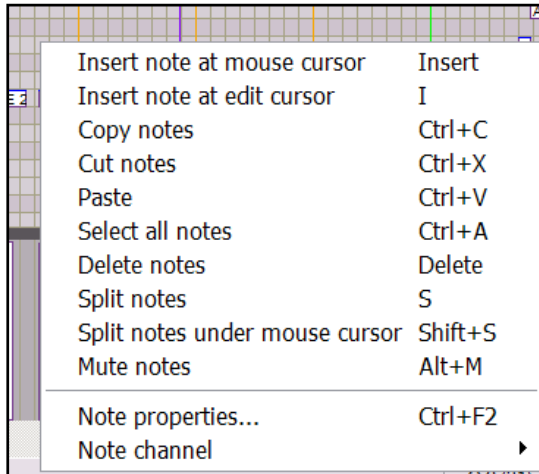 Insert note at mouse cursor Insert
Insert note at edit cursor I
E 2
Copy notes Ctrl+C
Cut notes Ctrl+X
Paste Ctrl+V
Select all notes Ctrl+A
Delete notes Delete
Split notes S
Split notes under mouse cursor Shift+S
Mute notes Alt+M
Note properties... Ctrl+F2
Note channel